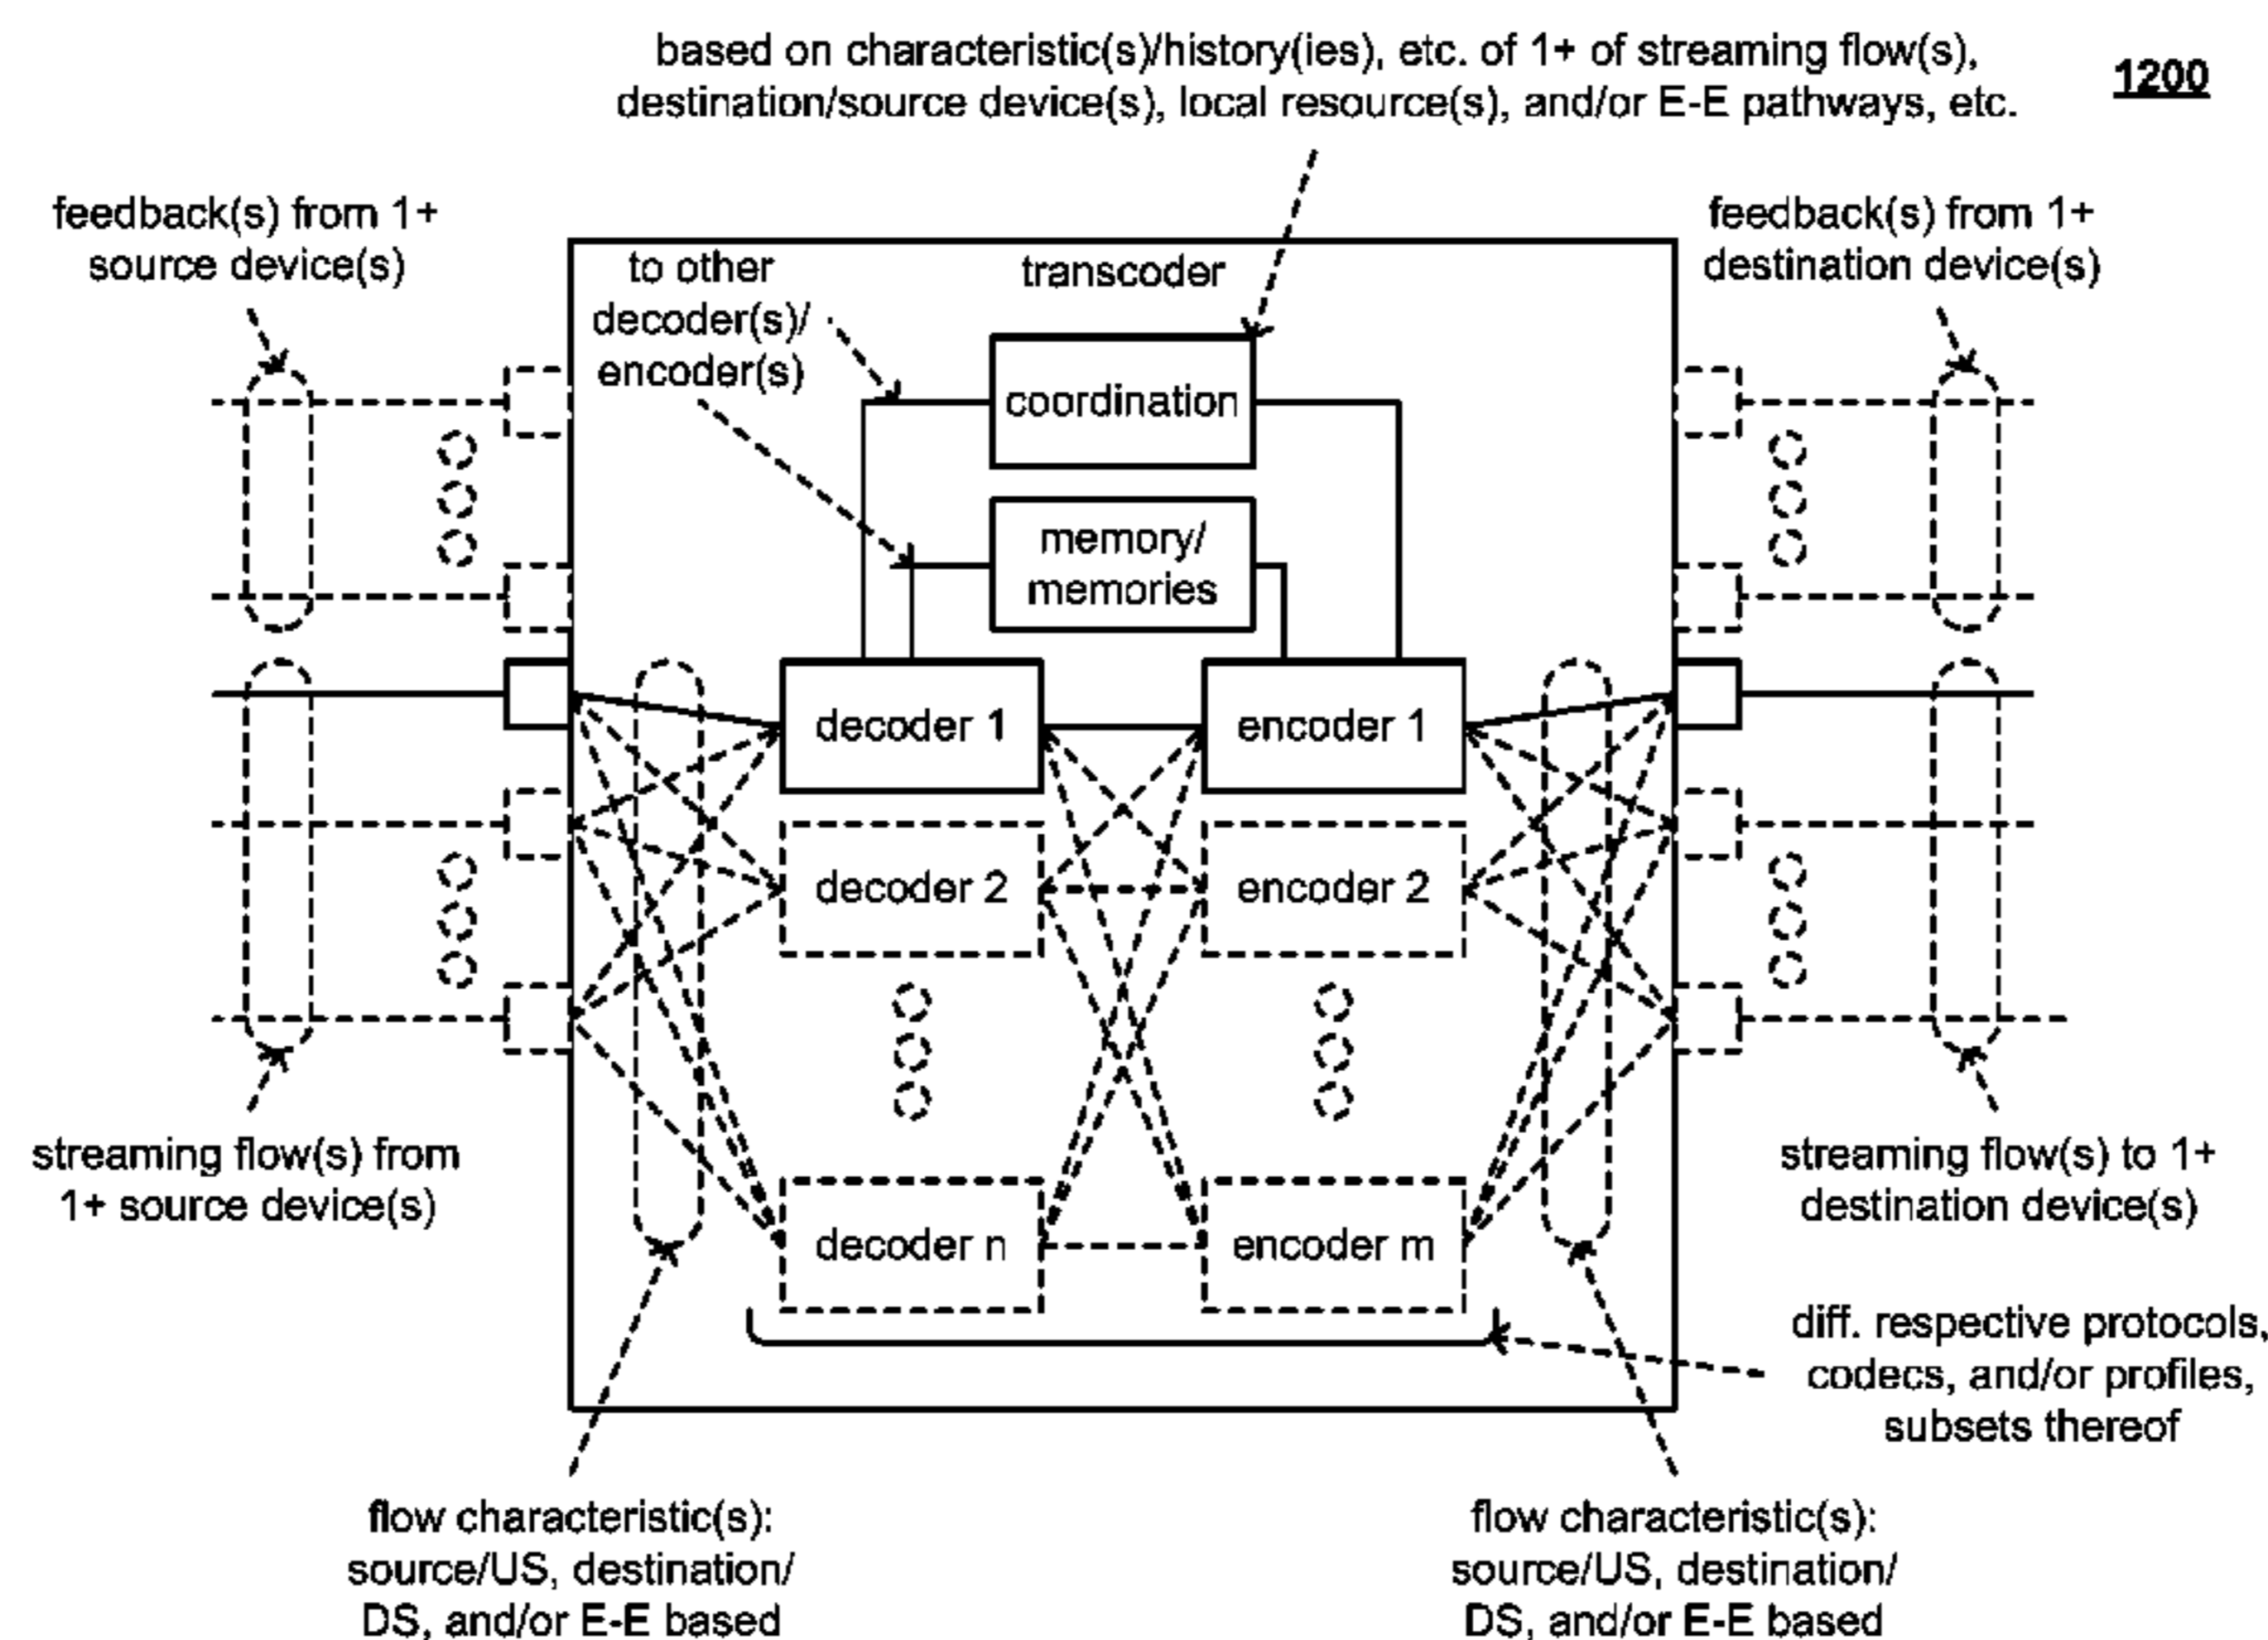 based on characteristic(s)/history(ies), etc. of 1+ of streaming flow(s),
destination/source device(s), local resource(s), and/or E-E pathways, etc.
1200
feedback(s) from 1+
source device(s)
feedback(s) from 1+
destination device(s)
to other
decoder(s)/
encoder(s)
transcoder
coordination
memory/
memories
decoder 1
encoder 1
decoder 2
encoder 2
decoder n
encoder m
streaming flow(s) from
1+ source device(s)
streaming flow(s) to 1+
destination device(s)
diff. respective protocols,
codecs, and/or profiles,
subsets thereof
flow characteristic(s):
source/US, destination/
DS, and/or E-E based
flow characteristic(s):
source/US, destination/
DS, and/or E-E based